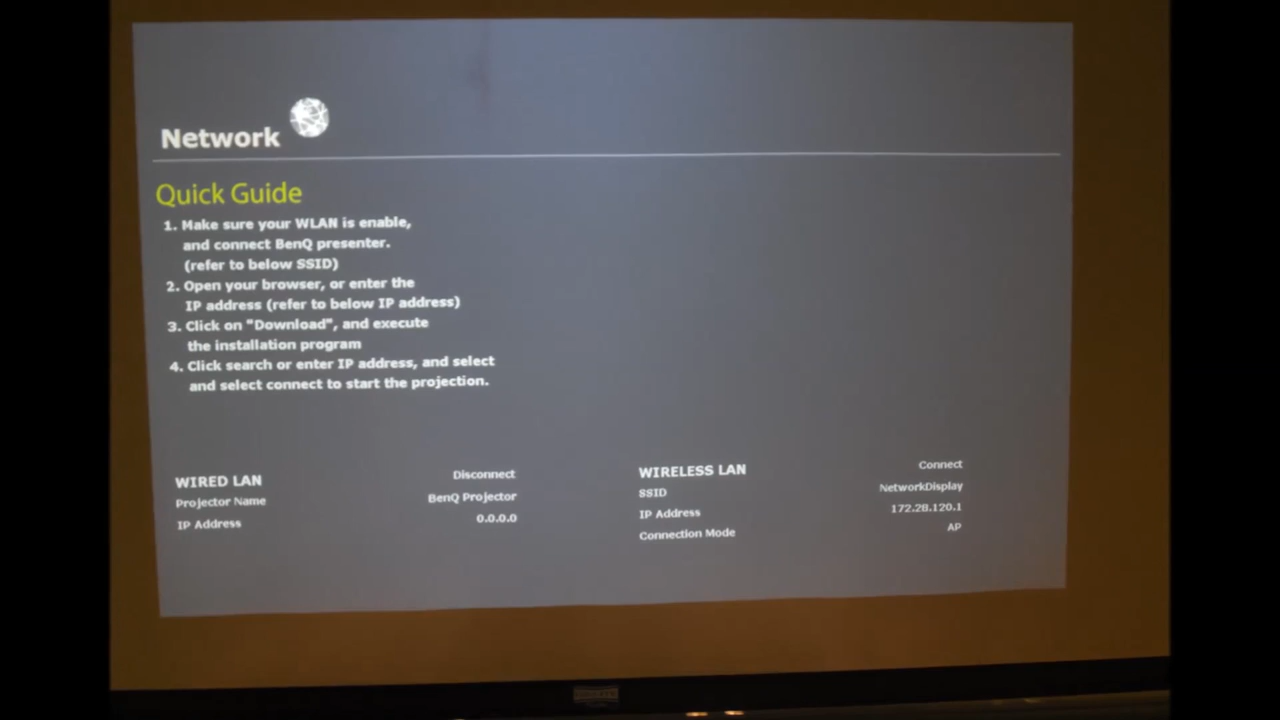 Network
Quick Guide
1. Make sure your WLAN is enable,
and connect BenQ presenter.
(refer to below SSID)
2. Open your browser, or enter the
IP address (refer to below IP address)
3. Click on "Download", and execute
the installation program
4. Click search or enter IP address, and select
and select connect to start the projection.
WIRED LAN Disconnect
Projector Name BenQ Projector
IP Address 0.0.0.0
WIRELESS LAN Connect
SSID NetworkDisplay
IP Address 172.28.120.1
Connection Mode AP